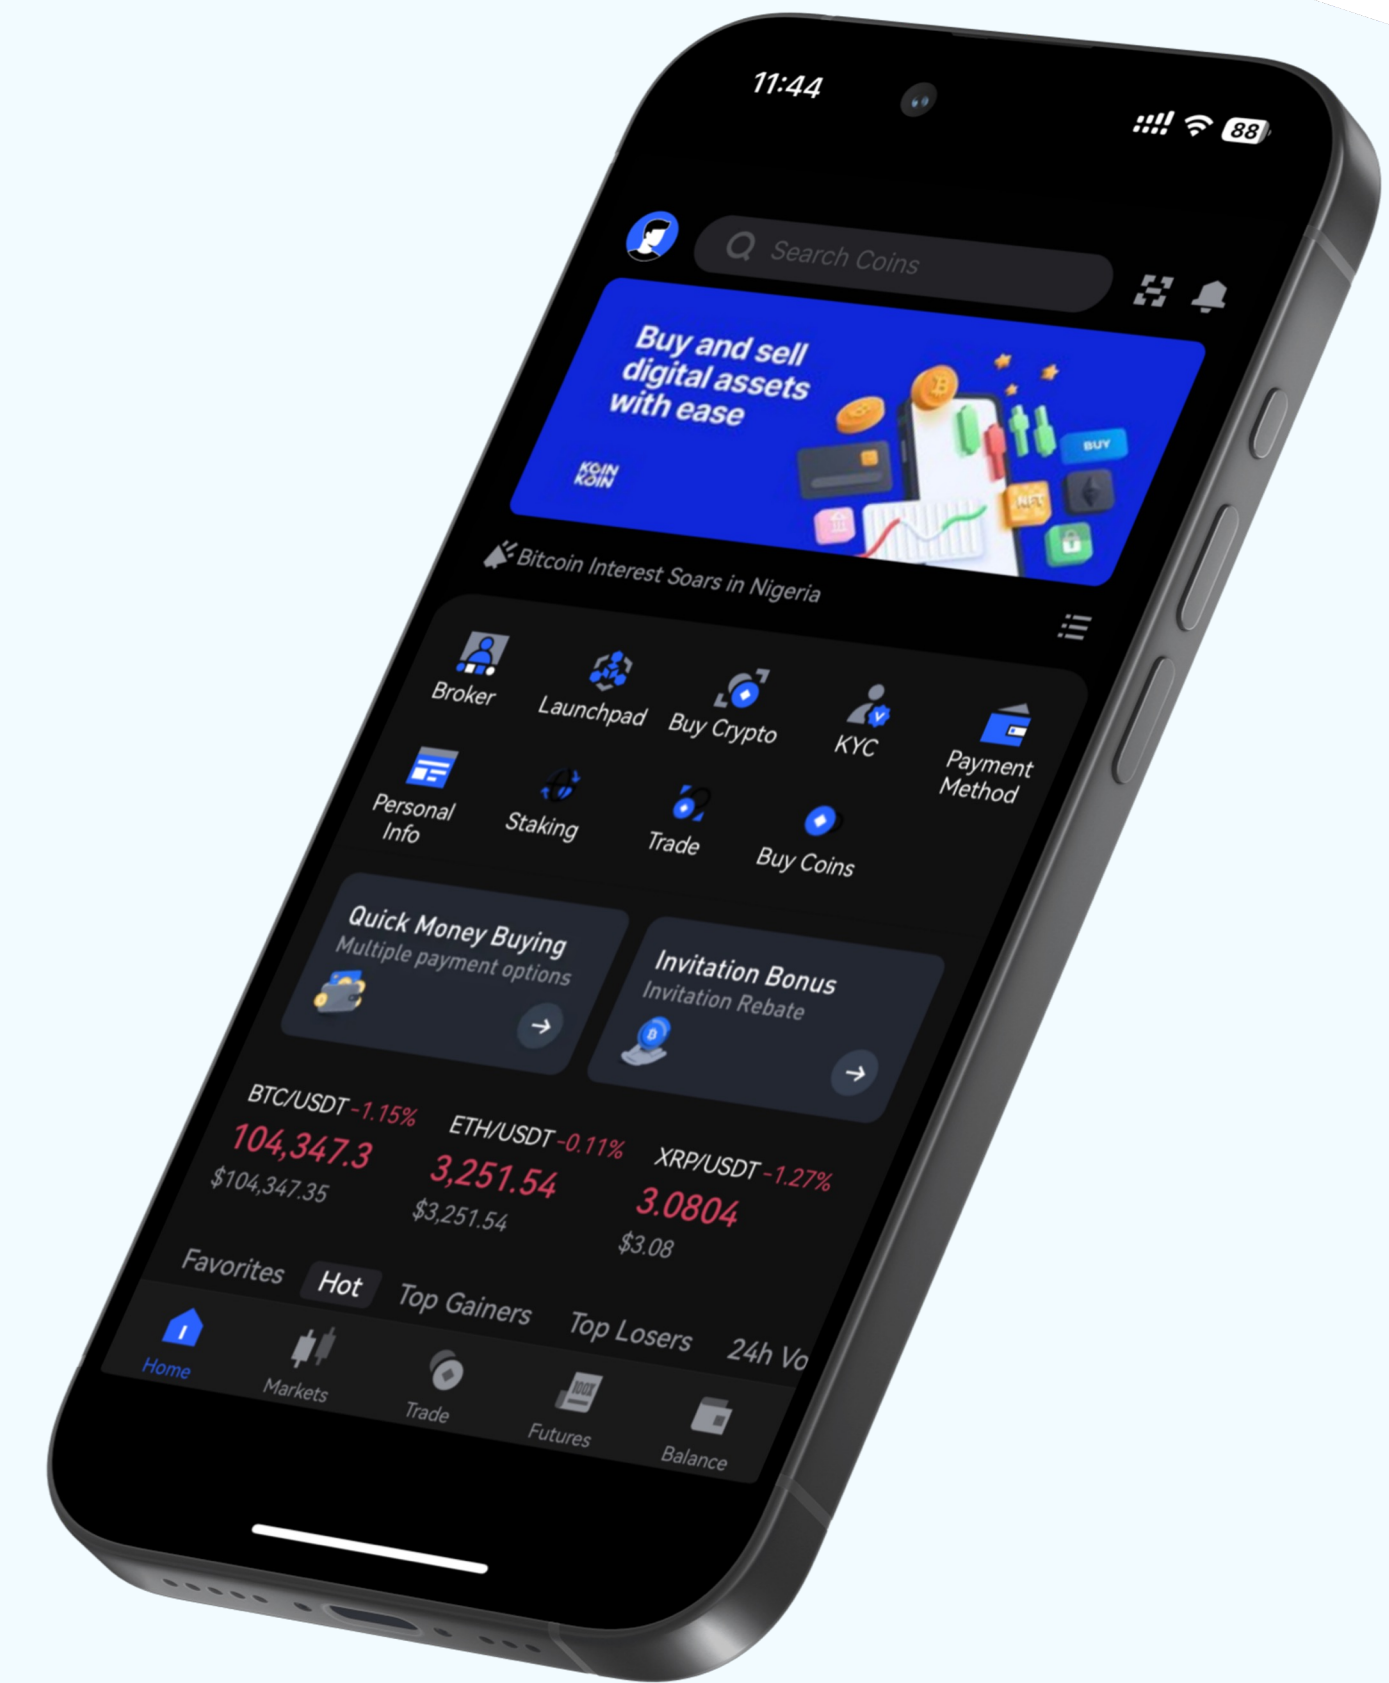 11:44
88
Search Coins
Buy and sell
digital assets
with ease
KOIN
KOIN
BUY
NFT
Bitcoin Interest Soars in Nigeria
Broker
Launchpad
Buy Crypto
KYC
Payment
Method
Personal
Info
Staking
Trade
Buy Coins
Quick Money Buying
Multiple payment options
Invitation Bonus
Invitation Rebate
BTC/USDT -1.15%
104,347.3
$104,347.35
ETH/USDT -0.11%
3,251.54
$3,251.54
XRP/USDT -1.27%
3.0804
$3.08
Favorites
Hot
Top Gainers
Top Losers
24h Vo
Home
Markets
Trade
100X
Futures
Balance